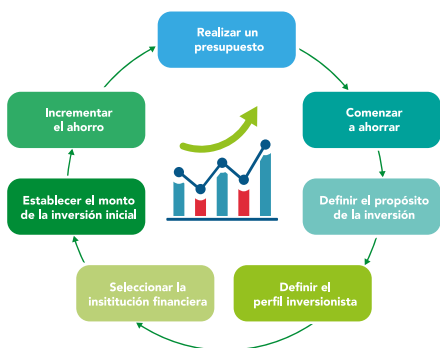 Realizar un
presupuesto
Comenzar
a ahorrar
Definir el propósito
de la inversión
Definir el
perfil inversionista
Seleccionar la
insititución financiera
Establecer el monto
de la inversión inicial
Incrementar
el ahorro